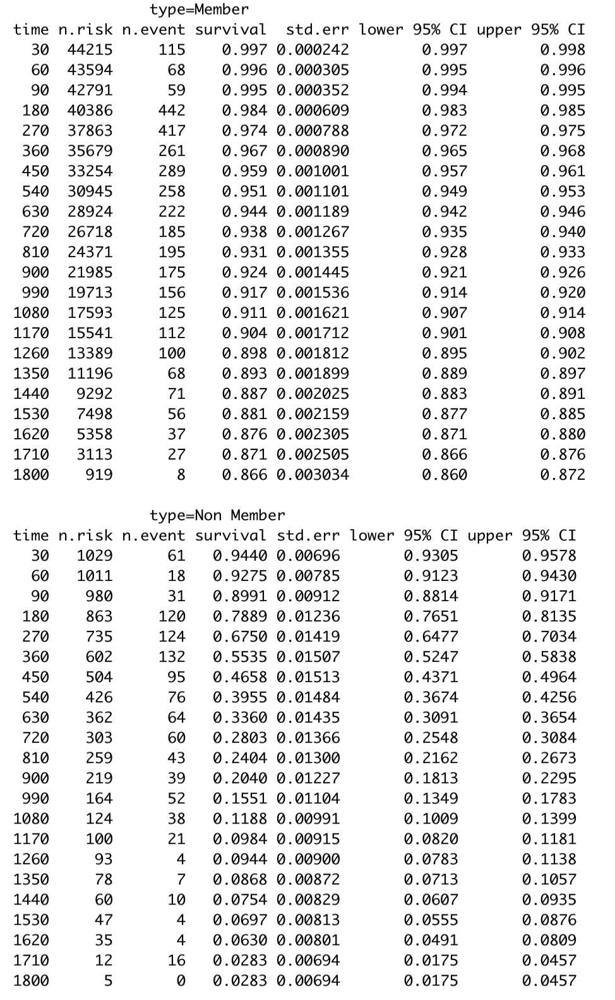 type=Member
time n.risk n.event survival std.err lower 95% CI upper 95% CI
30 44215 115 0.997 0.000242 0.997 0.998
60 43594 68 0.996 0.000305 0.995 0.996
90 42791 59 0.995 0.000352 0.994 0.995
180 40386 442 0.984 0.000609 0.983 0.985
270 37863 417 0.974 0.000788 0.972 0.975
360 35679 261 0.967 0.000890 0.965 0.968
450 33254 289 0.959 0.001001 0.957 0.961
540 30945 258 0.951 0.001101 0.949 0.953
630 28924 222 0.944 0.001189 0.942 0.946
720 26718 185 0.938 0.001267 0.935 0.940
810 24371 195 0.931 0.001355 0.928 0.933
900 21985 175 0.924 0.001445 0.921 0.926
990 19713 156 0.917 0.001536 0.914 0.920
1080 17593 125 0.911 0.001621 0.907 0.914
1170 15541 112 0.904 0.001712 0.901 0.908
1260 13389 100 0.898 0.001812 0.895 0.902
1350 11196 68 0.893 0.001899 0.889 0.897
1440 9292 71 0.887 0.002025 0.883 0.891
1530 7498 56 0.881 0.002159 0.877 0.885
1620 5358 37 0.876 0.002305 0.871 0.880
1710 3113 27 0.871 0.002505 0.866 0.876
1800 919 8 0.866 0.003034 0.860 0.872
type=Non Member
time n.risk n.event survival std.err lower 95% CI upper 95% CI
30 1029 61 0.9440 0.00696 0.9305 0.9578
60 1011 18 0.9275 0.00785 0.9123 0.9430
90 980 31 0.8991 0.00912 0.8814 0.9171
180 863 120 0.7889 0.01236 0.7651 0.8135
270 735 124 0.6750 0.01419 0.6477 0.7034
360 602 132 0.5535 0.01507 0.5247 0.5838
450 504 95 0.4658 0.01513 0.4371 0.4964
540 426 76 0.3955 0.01484 0.3674 0.4256
630 362 64 0.3360 0.01435 0.3091 0.3654
720 303 60 0.2803 0.01366 0.2548 0.3084
810 259 43 0.2404 0.01300 0.2162 0.2673
900 219 39 0.2040 0.01227 0.1813 0.2295
990 164 52 0.1551 0.01104 0.1349 0.1783
1080 124 38 0.1188 0.00991 0.1009 0.1399
1170 100 21 0.0984 0.00915 0.0820 0.1181
1260 93 4 0.0944 0.00900 0.0783 0.1138
1350 78 7 0.0868 0.00872 0.0713 0.1057
1440 60 10 0.0754 0.00829 0.0607 0.0935
1530 47 4 0.0697 0.00813 0.0555 0.0876
1620 35 4 0.0630 0.00801 0.0491 0.0809
1710 12 16 0.0283 0.00694 0.0175 0.0457
1800 5 0 0.0283 0.00694 0.0175 0.0457